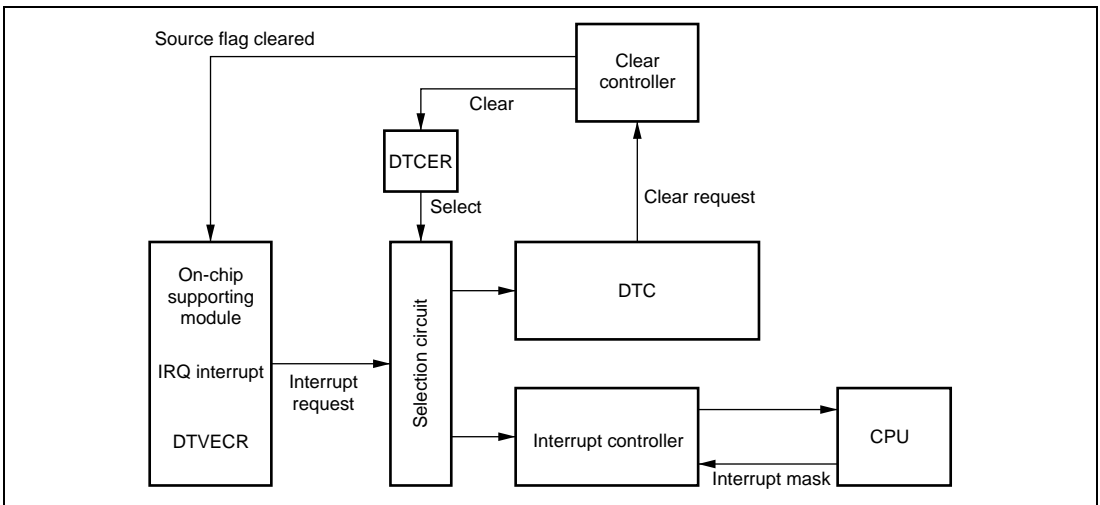 Source flag cleared
Clear
controller
Clear
DTCER
Select
Clear request
On-chip
supporting
module
IRQ interrupt
DTVECR
Interrupt
request
Selection circuit
DTC
Interrupt controller
CPU
Interrupt mask